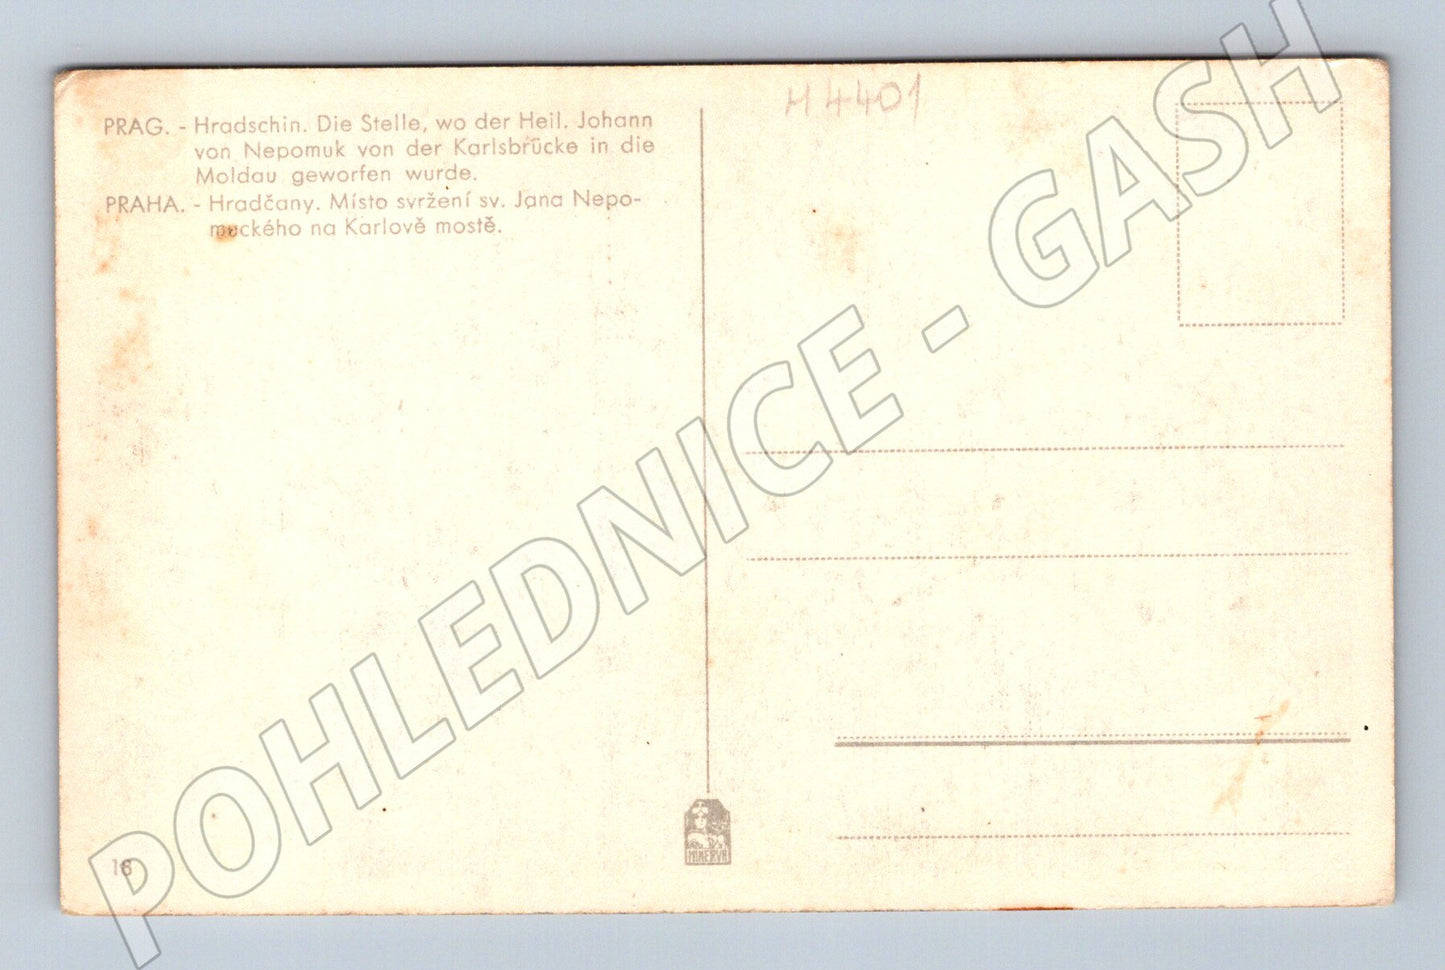 H 4401
PRAG. - Hradschin. Die Stelle, wo der Heil. Johann
von Nepomuk von der Karlsbrücke in die
Moldau geworfen wurde.
PRAHA. - Hradčany. Místo svržení sv. Jana Nepo-
muckého na Karlově mostě.
POHLEDNICE - GASH
MINERVA
18